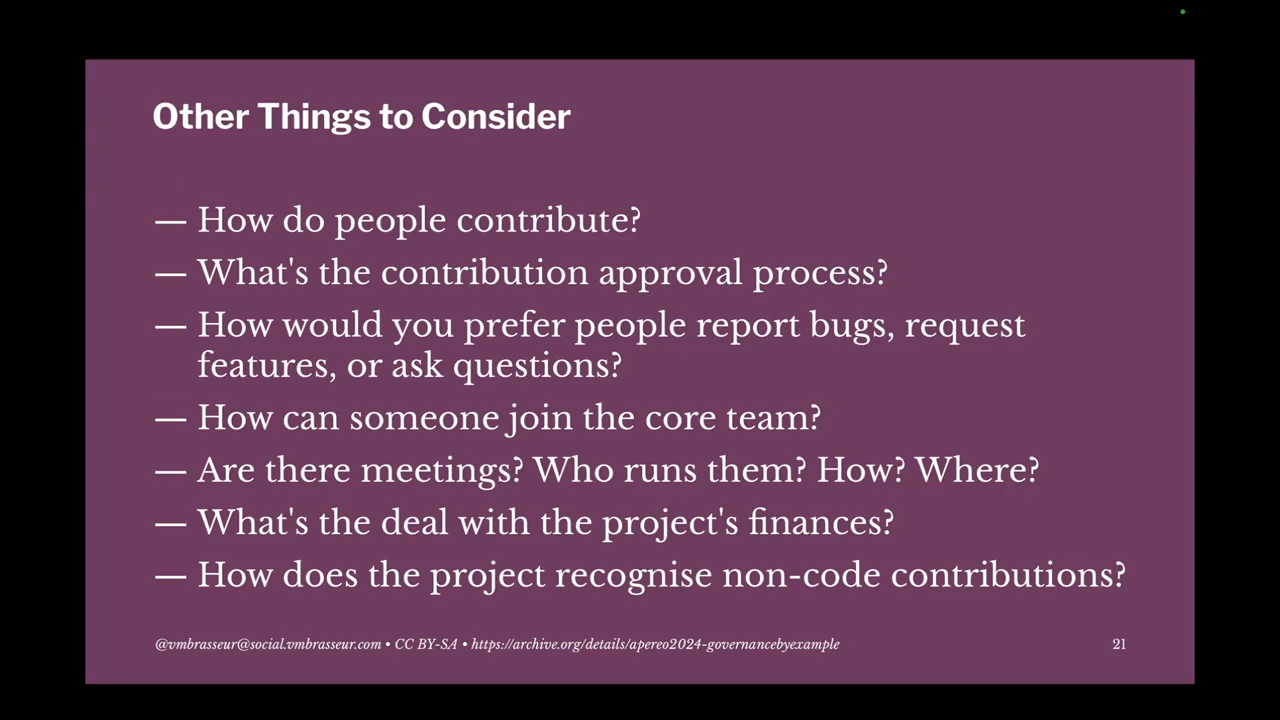 Other Things to Consider
— How do people contribute?
— What's the contribution approval process?
— How would you prefer people report bugs, request
features, or ask questions?
— How can someone join the core team?
— Are there meetings? Who runs them? How? Where?
— What's the deal with the project's finances?
— How does the project recognise non-code contributions?
@vmbrasseur@social.vmbrasseur.com • CC BY-SA • https://archive.org/details/apereo2024-governancebyexample
21